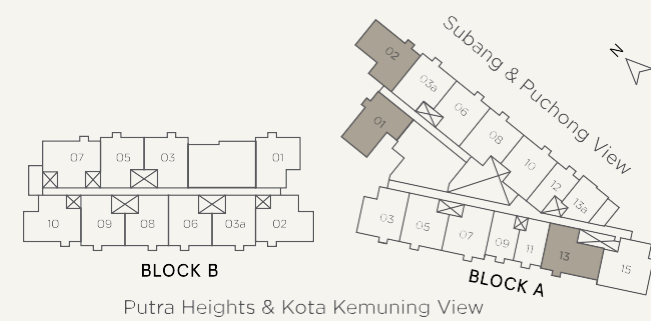 Subang & Puchong View
N
02
03a
06
08
10
12
13a
01
03
05
07
09
11
13
15
BLOCK A
07
05
03
01
10
09
08
06
03a
02
BLOCK B
Putra Heights & Kota Kemuning View